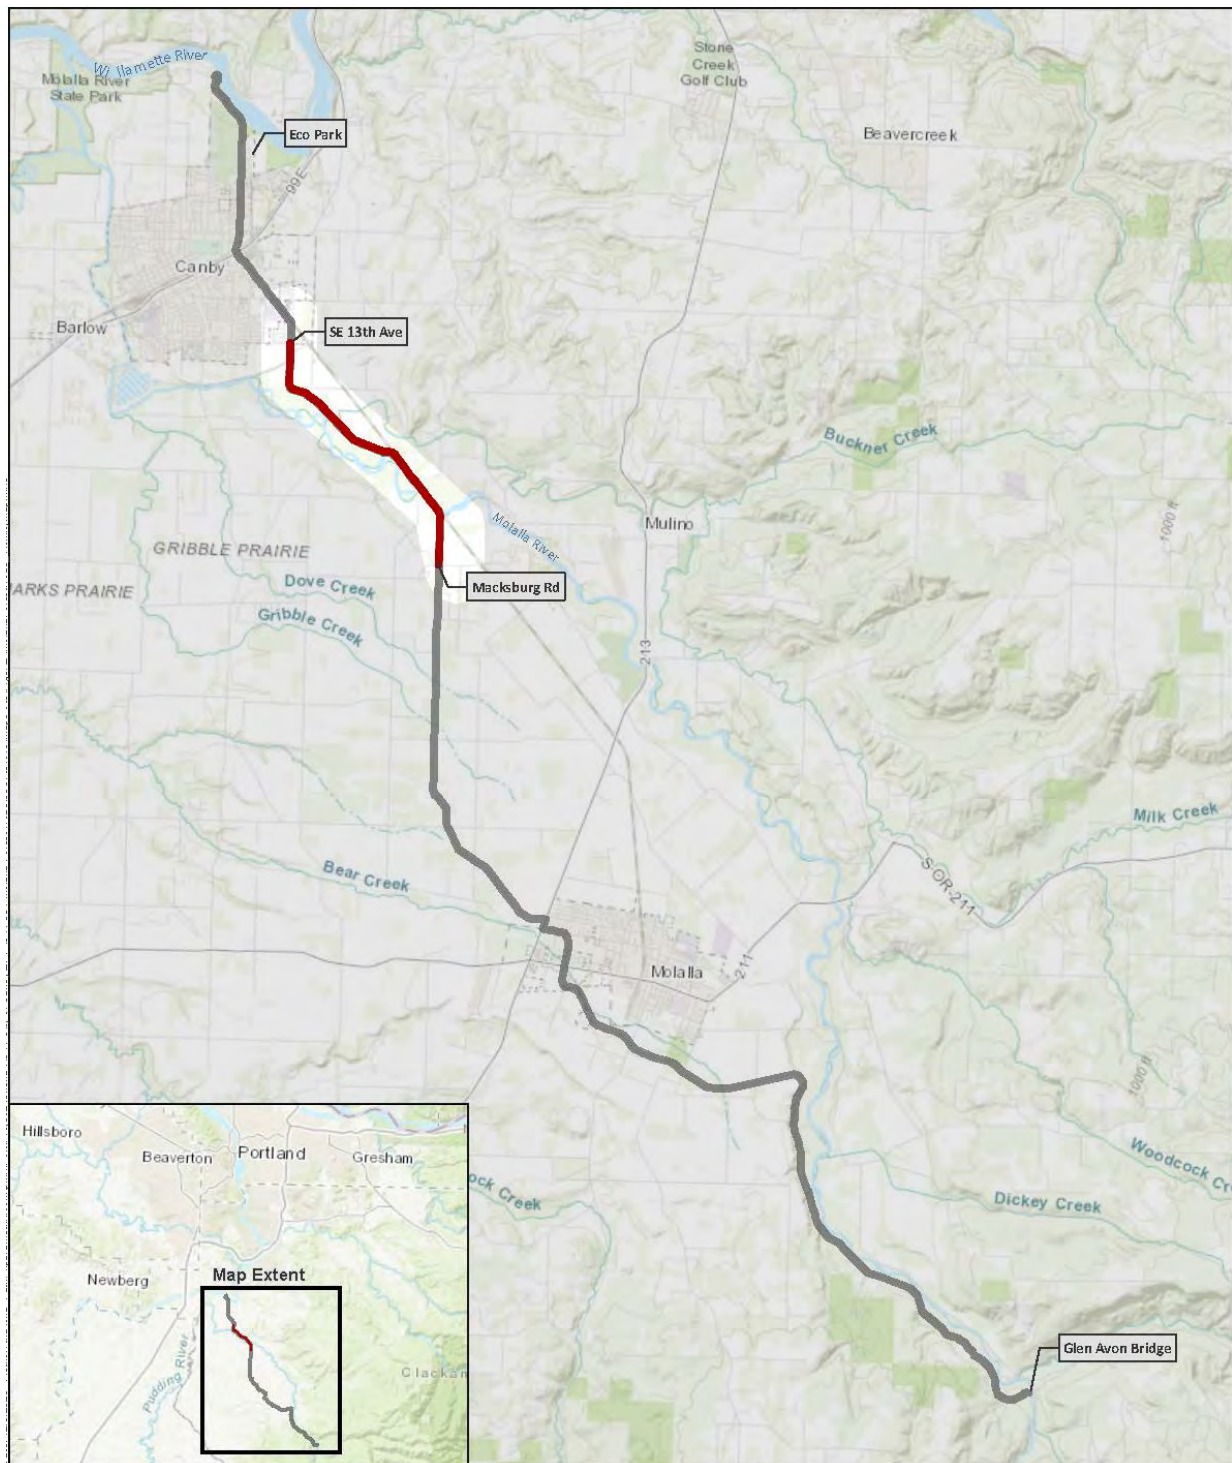 Willamette River
Molalla River
State Park
Stone
Creek
Golf Club
Eco Park
Beavercreek
99E
Canby
Barlow
SE 13th Ave
Buckner Creek
Molalla River
Mulino
1000 ft
GRIBBLE PRAIRIE
Dove Creek
ARKS PRAIRIE
Macksburg Rd
Gribble Creek
213
Milk Creek
Bear Creek
S-OR-211
Molalla
211
1000 ft
Woodcock Cr
Dickey Creek
ock Creek
Glen Avon Bridge
Hillsboro
Beaverton
Portland
Gresham
Newberg
Map Extent
Pudding River
Clackam